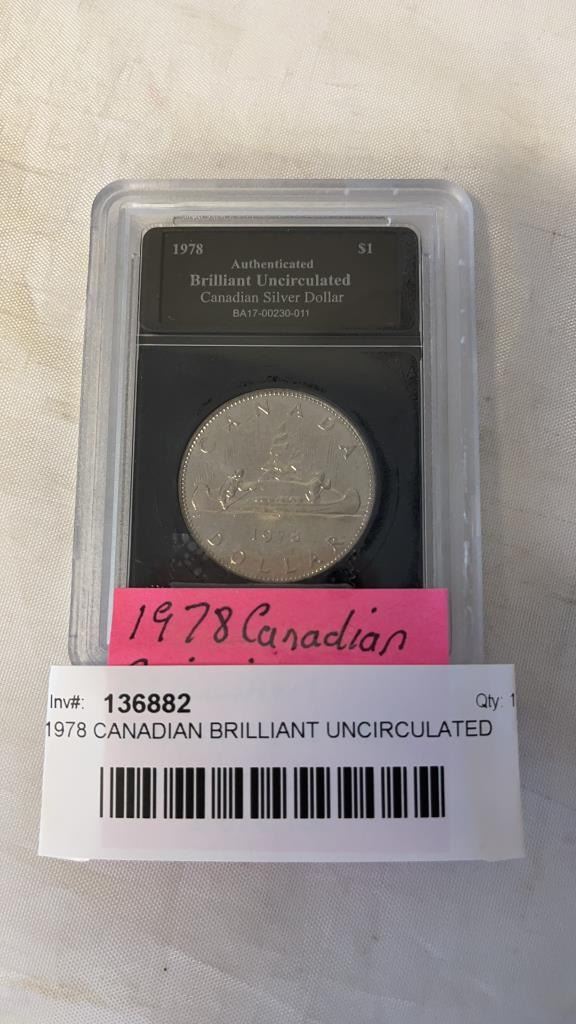 1978 $1
Authenticated
Brilliant Uncirculated
Canadian Silver Dollar
BA17-00230-011
CANADA
1978
DOLLAR
1978 Canadian
Inv#: 136882 Qty: 1
1978 CANADIAN BRILLIANT UNCIRCULATED